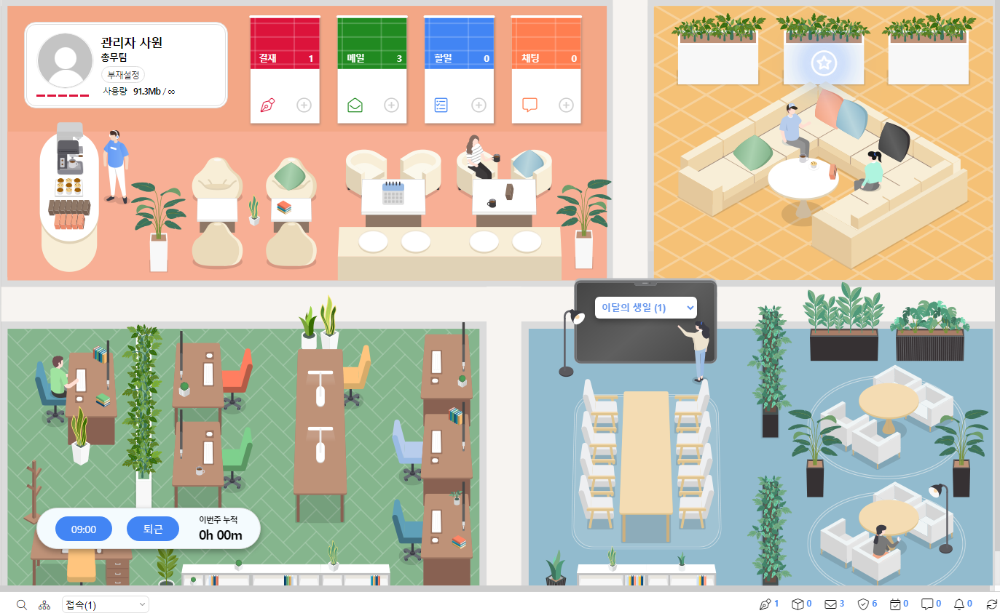 관리자 사원
총무팀
부재설정
사용량 91.3Mb / ∞
결재 1
메일 3
할일 0
채팅 0
이달의 생일 (1)
09:00
퇴근
이번주 누적
0h 00m
접속(1)
1 0 3 6 0 0 0